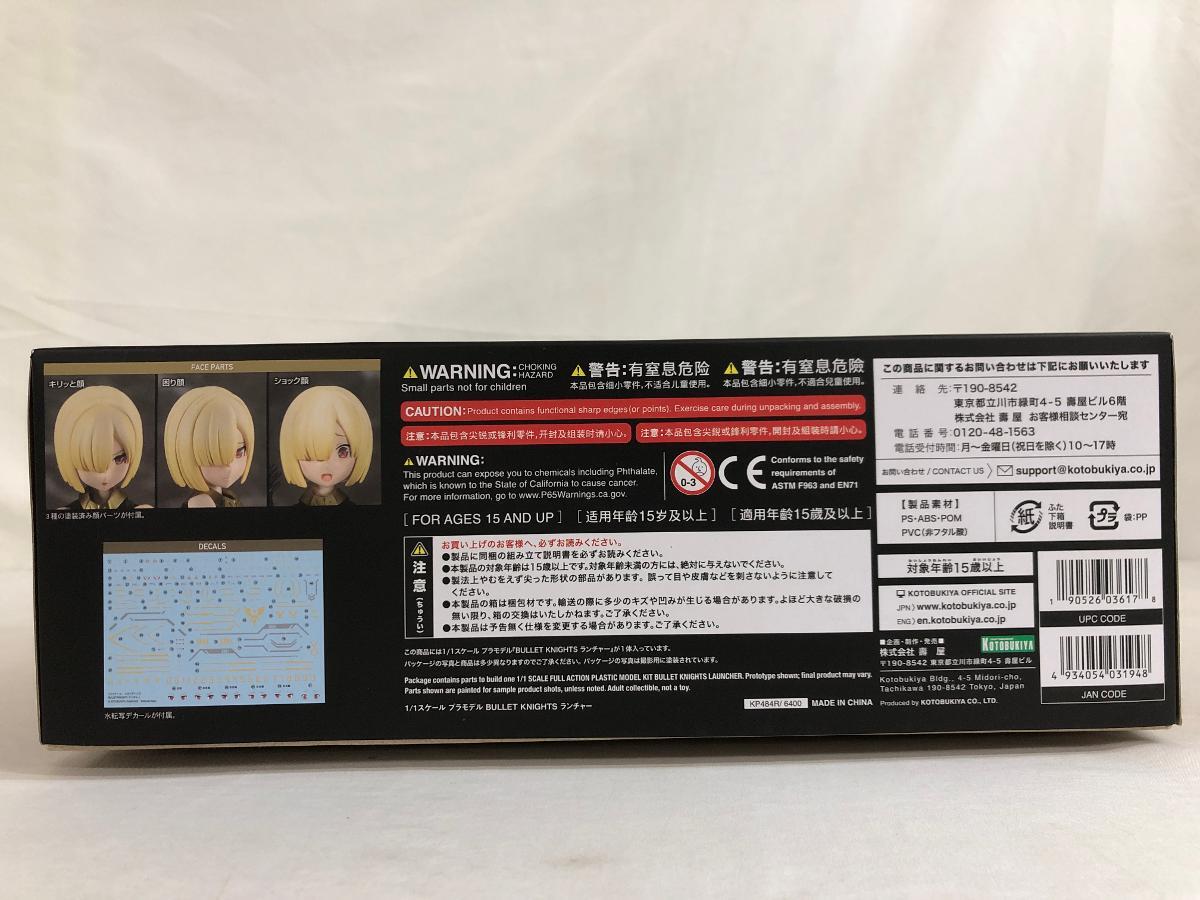 FACE PARTS
キリッと顔
困り顔
ショック顔
3種の塗装済み顔パーツが付属。
DECALS
水転写デカールが付属。
WARNING: CHOKING HAZARD
Small parts not for children
警告:有窒息危险
本品包含细小零件,不适合儿童使用。
警告:有窒息危險
本品包含細小零件,不適合兒童使用。
CAUTION: Product contains functional sharp edges(or points). Exercise care during unpacking and assembly.
注意:本品包含尖锐或锋利零件,开封及组装时请小心。
注意:本品包含尖銳或鋒利零件,開封及組裝時請小心。
WARNING:
This product can expose you to chemicals including Phthalate,
which is known to the State of California to cause cancer.
For more information, go to www.P65Warnings.ca.gov.
0-3
CE
Conforms to the safety
requirements of
ASTM F963 and EN71
[ FOR AGES 15 AND UP ] [ 适用年龄15岁及以上 ] [ 適用年齡15歲及以上 ]
注意(ちゅうい)
お買い上げのお客様へ、必ずお読みください。
●製品に同梱の組み立て説明書を必ずお読みください。
●本製品の対象年齢は15歳以上です。対象年齢未満の方には、絶対に与えないでください。
●製法上やむをえず尖った形状の部品があります。誤って目や皮膚などを刺さないように注意して
ください。
●本製品の箱は梱包材です。輸送の際に多少のキズや凹みが生じる場合があります。よほど大きな破損の
無い限り、箱の交換はいたしかねます。ご了承ください。
●本製品は予告無く仕様を変更する場合があります。ご了承ください。
この商品には1/1スケール プラモデル『BULLET KNIGHTS ランチャー』が1体入っています。
パッケージの写真と商品は多少異なりますのでご了承ください。パッケージの写真は撮影用に塗装されています。
Package contains parts to build one 1/1 SCALE FULL ACTION PLASTIC MODEL KIT BULLET KNIGHTS LAUNCHER. Prototype shown; final product may vary.
Parts shown are painted for sample product shots, unless noted. Adult collectible, not a toy.
1/1スケール プラモデル BULLET KNIGHTS ランチャー
KP484R/ 6400
MADE IN CHINA
この商品に関するお問い合わせは下記にお願いいたします
連絡先:〒190-8542
東京都立川市緑町4-5 壽屋ビル6階
株式会社 壽屋 お客様相談センター宛
電話番号:0120-48-1563
電話受付時間:月~金曜日(祝日を除く)10~17時
お問い合わせ / CONTACT US
support@kotobukiya.co.jp
【製品素材】
PS・ABS・POM
PVC(非フタル酸)
紙
ふた
下箱
説明書
プラ
袋:PP
対象年齢15歳以上
KOTOBUKIYA OFFICIAL SITE
JPN> www.kotobukiya.co.jp
ENG> en.kotobukiya.co.jp
■企画・制作・発売■
株式会社 壽屋
KOTOBUKIYA
〒190-8542 東京都立川市緑町4-5 壽屋ビル
Kotobukiya Bldg., 4-5 Midori-cho,
Tachikawa 190-8542 Tokyo, Japan
Produced by KOTOBUKIYA CO., LTD.
1 90526 03617 8
UPC CODE
4 934054 031948
JAN CODE